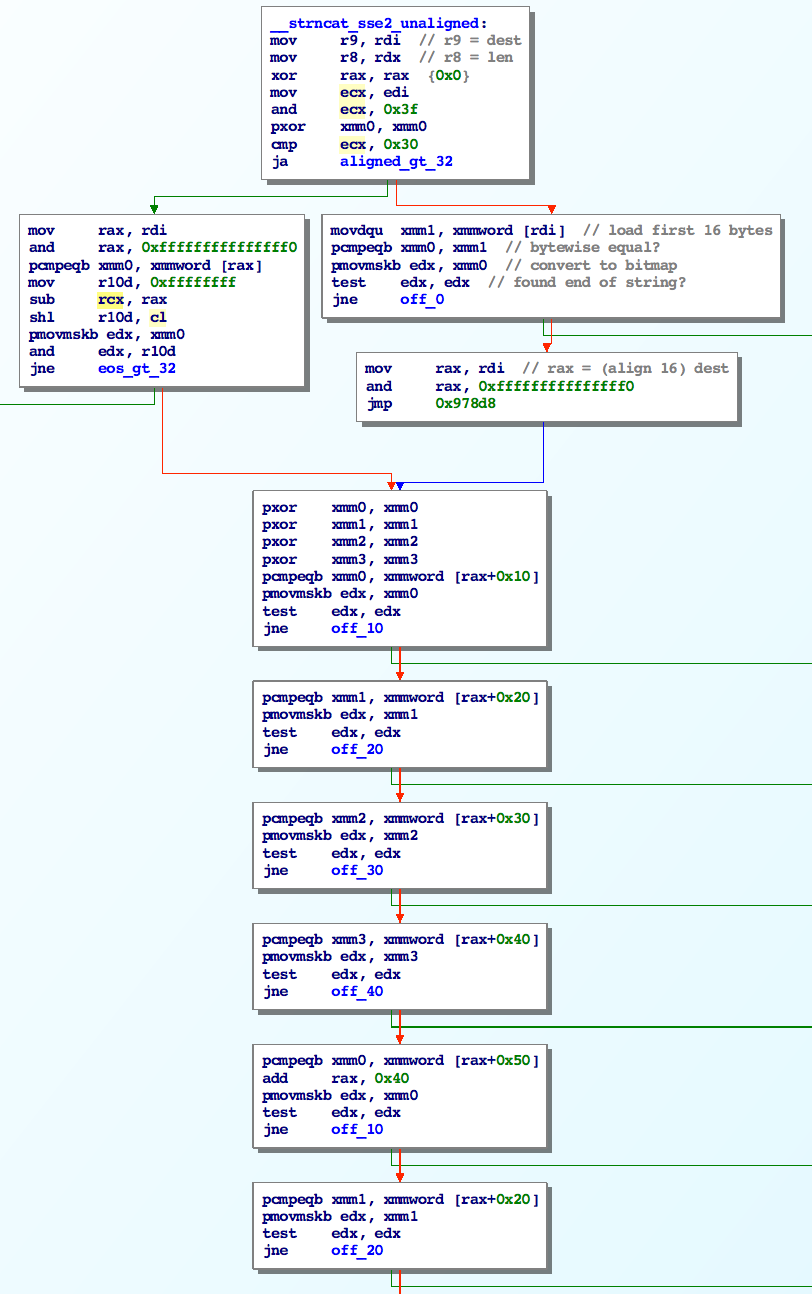 __strncat_sse2_unaligned:
mov r9, rdi // r9 = dest
mov r8, rdx // r8 = len
xor rax, rax {0x0}
mov ecx, edi
and ecx, 0x3f
pxor xmm0, xmm0
cmp ecx, 0x30
ja aligned_gt_32
mov rax, rdi
and rax, 0xfffffffffffffff0
pcmpeqb xmm0, xmmword [rax]
mov r10d, 0xffffffff
sub rcx, rax
shl r10d, cl
pmovmskb edx, xmm0
and edx, r10d
jne eos_gt_32
movdqu xmm1, xmmword [rdi] // load first 16 bytes
pcmpeqb xmm0, xmm1 // bytewise equal?
pmovmskb edx, xmm0 // convert to bitmap
test edx, edx // found end of string?
jne off_0
mov rax, rdi // rax = (align 16) dest
and rax, 0xfffffffffffffff0
jmp 0x978d8
pxor xmm0, xmm0
pxor xmm1, xmm1
pxor xmm2, xmm2
pxor xmm3, xmm3
pcmpeqb xmm0, xmmword [rax+0x10]
pmovmskb edx, xmm0
test edx, edx
jne off_10
pcmpeqb xmm1, xmmword [rax+0x20]
pmovmskb edx, xmm1
test edx, edx
jne off_20
pcmpeqb xmm2, xmmword [rax+0x30]
pmovmskb edx, xmm2
test edx, edx
jne off_30
pcmpeqb xmm3, xmmword [rax+0x40]
pmovmskb edx, xmm3
test edx, edx
jne off_40
pcmpeqb xmm0, xmmword [rax+0x50]
add rax, 0x40
pmovmskb edx, xmm0
test edx, edx
jne off_10
pcmpeqb xmm1, xmmword [rax+0x20]
pmovmskb edx, xmm1
test edx, edx
jne off_20